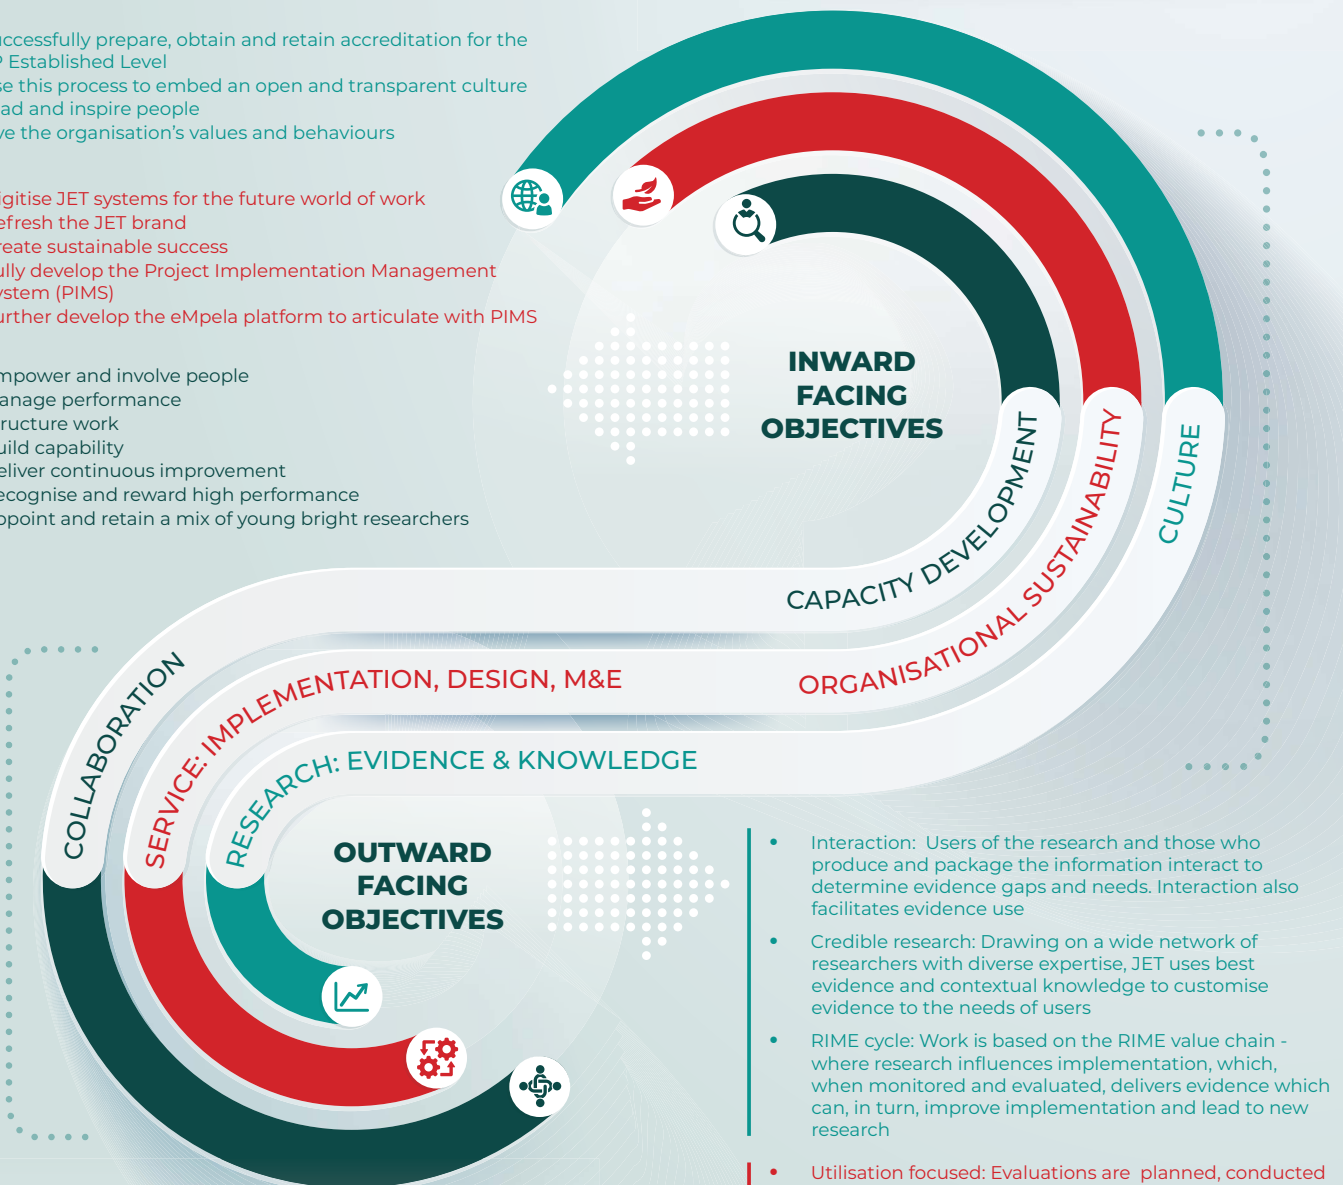 uccessfully prepare, obtain and retain accreditation for the
P Established Level
se this process to embed an open and transparent culture
ad and inspire people
ve the organisation's values and behaviours
igitise JET systems for the future world of work
efresh the JET brand
reate sustainable success
ully develop the Project Implementation Management
ystem (PIMS)
urther develop the eMpela platform to articulate with PIMS
mpower and involve people
anage performance
ructure work
uild capability
eliver continuous improvement
ecognise and reward high performance
ppoint and retain a mix of young bright researchers
INWARD
FACING
OBJECTIVES
CAPACITY DEVELOPMENT
ORGANISATIONAL SUSTAINABILITY
CULTURE
COLLABORATION
SERVICE: IMPLEMENTATION, DESIGN, M&E
RESEARCH: EVIDENCE & KNOWLEDGE
OUTWARD
FACING
OBJECTIVES
• Interaction: Users of the research and those who
produce and package the information interact to
determine evidence gaps and needs. Interaction also
facilitates evidence use
• Credible research: Drawing on a wide network of
researchers with diverse expertise, JET uses best
evidence and contextual knowledge to customise
evidence to the needs of users
• RIME cycle: Work is based on the RIME value chain -
where research influences implementation, which,
when monitored and evaluated, delivers evidence which
can, in turn, improve implementation and lead to new
research
• Utilisation focused: Evaluations are planned, conducted